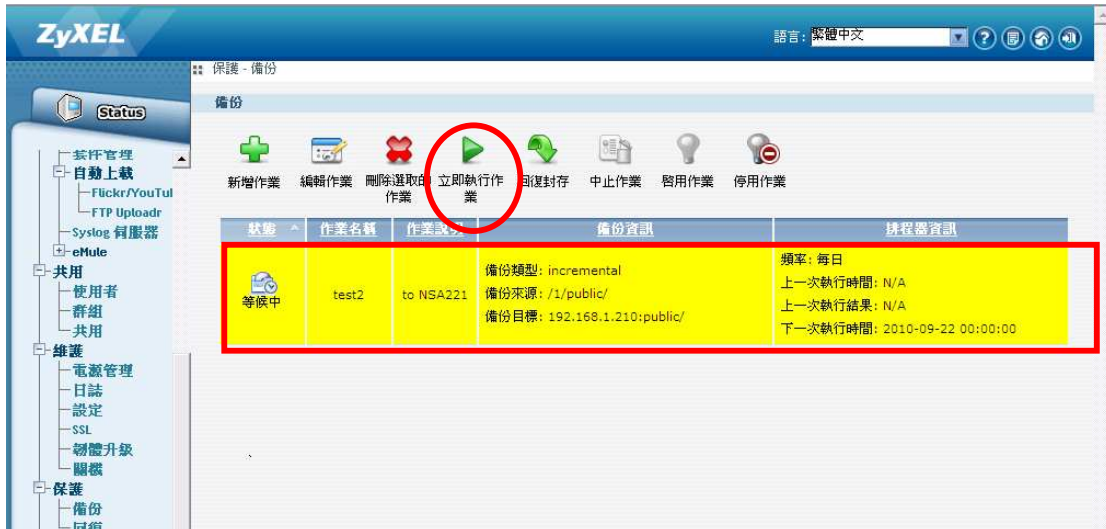 ZyXEL
語言: 繁體中文
保護 - 備份
Status
備份
套件管理
自動上載
Flickr/YouTul
FTP Uploadr
Syslog 伺服器
eMule
共用
使用者
群組
共用
維護
電源管理
日誌
設定
SSL
韌體升級
關機
保護
備份
回復
新增作業
編輯作業
刪除選取的
作業
立即執行作
業
回復封存
中止作業
啓用作業
停用作業
狀態
作業名稱
作業說明
備份資訊
排程器資訊
等候中
test2
to NSA221
備份類型: incremental
備份來源: /1/public/
備份目標: 192.168.1.210:public/
頻率: 每日
上一次執行時間: N/A
上一次執行結果: N/A
下一次執行時間: 2010-09-22 00:00:00